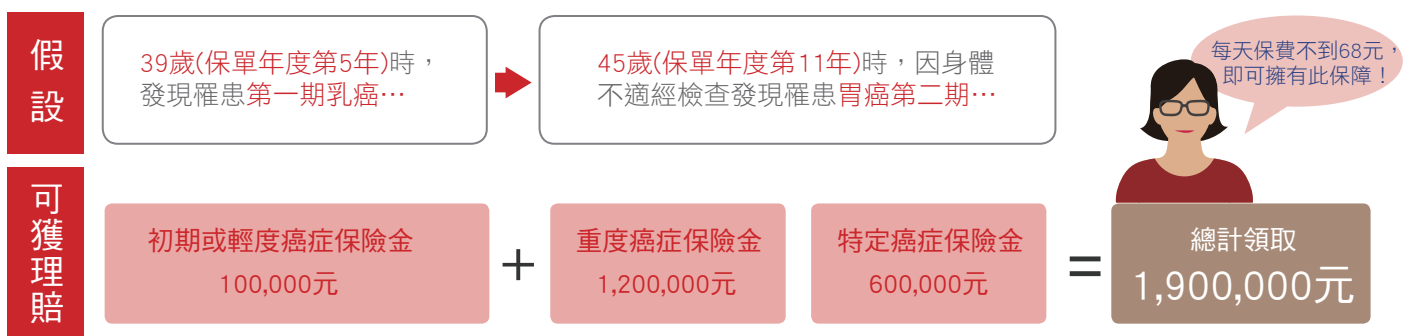 假設
39歲(保單年度第5年)時，
發現罹患第一期乳癌…
45歲(保單年度第11年)時，因身體
不適經檢查發現罹患胃癌第二期…
每天保費不到68元，
即可擁有此保障！
可獲理賠
初期或輕度癌症保險金
100,000元
+
重度癌症保險金
1,200,000元
特定癌症保險金
600,000元
=
總計領取
1,900,000元